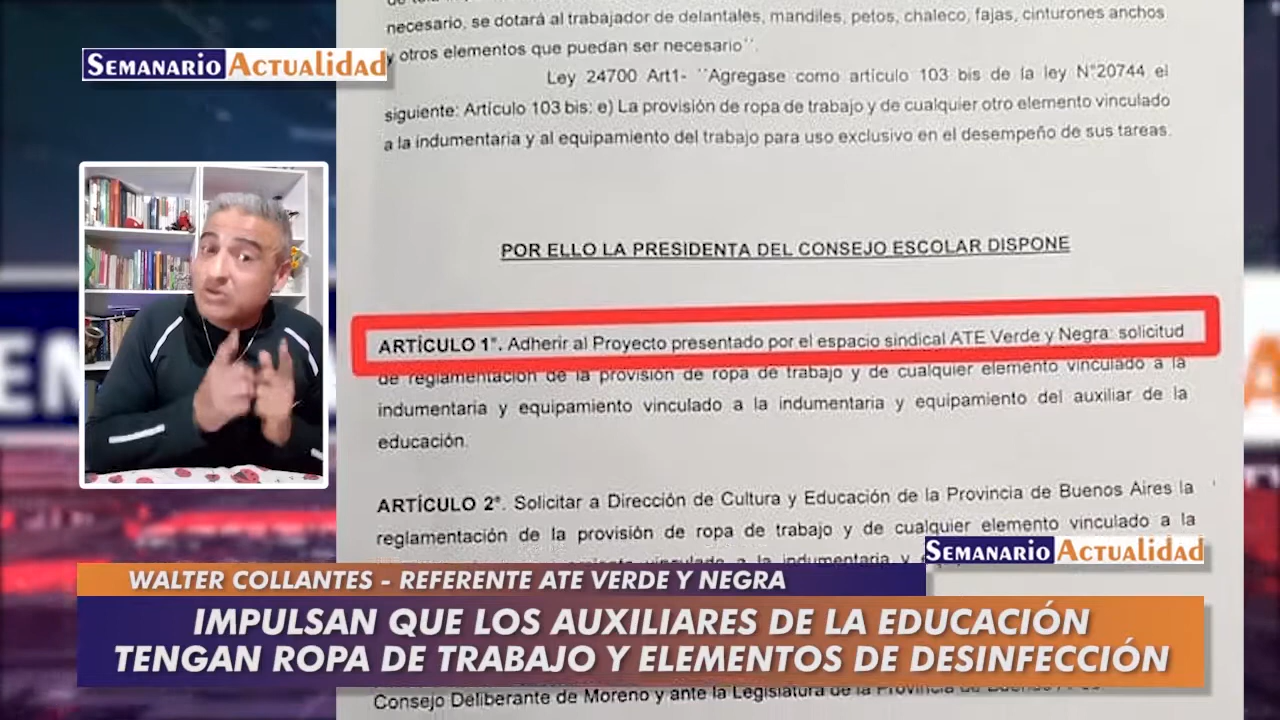 necesario, se dotará al trabajador de delantales, mandiles, petos, chaleco, fajas, cinturones anchos
y otros elementos que puedan ser necesario´´.
Ley 24700 Art1- ``Agregase como artículo 103 bis de la ley N°20744 el
siguiente: Artículo 103 bis: e) La provisión de ropa de trabajo y de cualquier otro elemento vinculado
a la indumentaria y al equipamiento del trabajo para uso exclusivo en el desempeño de sus tareas.
SEMANARIO ACTUALIDAD
POR ELLO LA PRESIDENTA DEL CONSEJO ESCOLAR DISPONE
ARTÍCULO 1°. Adherir al Proyecto presentado por el espacio sindical ATE Verde y Negra: solicitud
de reglamentación de la provisión de ropa de trabajo y de cualquier elemento vinculado a la
indumentaria y equipamiento vinculado a la indumentaria y equipamiento del auxiliar de la
educación.
ARTÍCULO 2°. Solicitar a Dirección de Cultura y Educación de la Provincia de Buenos Aires la
reglamentación de la provisión de ropa de trabajo y de cualquier elemento vinculado a la
vinculado a la indumentaria y
SEMANARIO ACTUALIDAD
WALTER COLLANTES - REFERENTE ATE VERDE Y NEGRA
IMPULSAN QUE LOS AUXILIARES DE LA EDUCACIÓN
TENGAN ROPA DE TRABAJO Y ELEMENTOS DE DESINFECCIÓN
Consejo Deliberante de Moreno y ante la Legislatura de la Provincia de